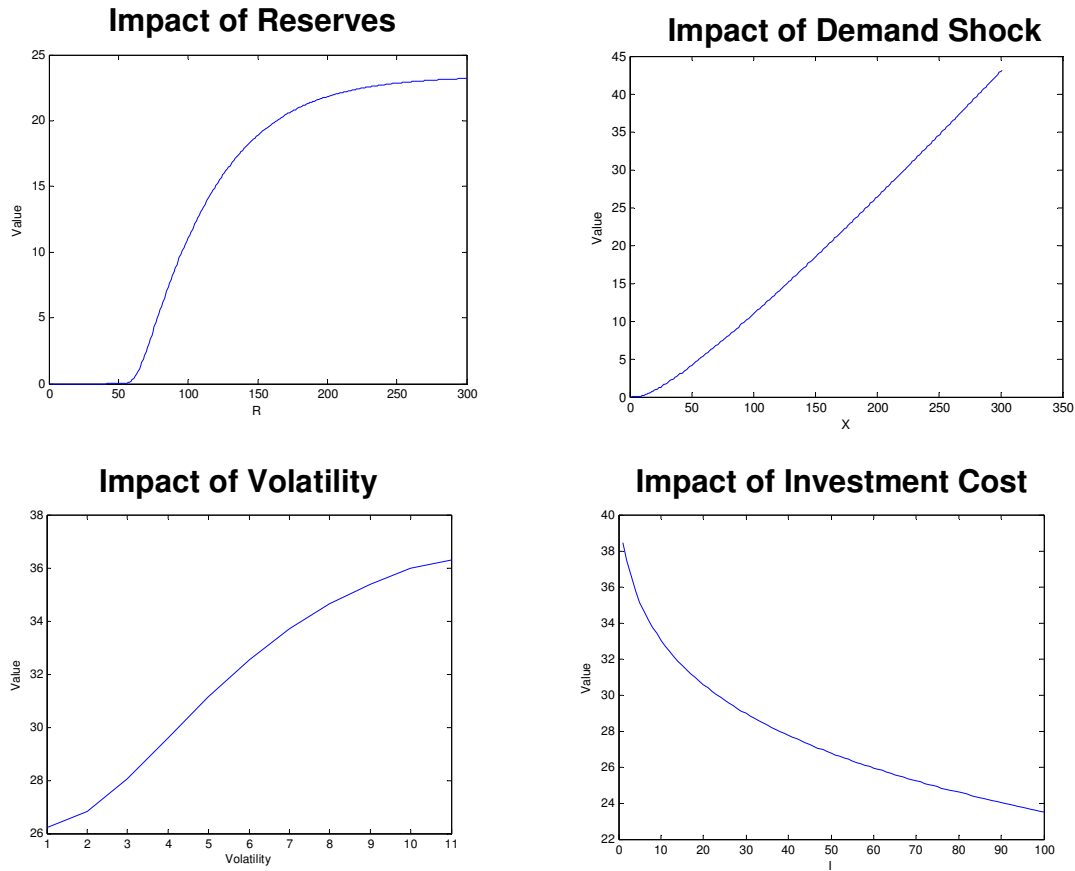 Impact of Reserves
25
20
15
10
5
0
Value
0 50 100 150 200 250 300
R
Impact of Demand Shock
45
40
35
30
25
20
15
10
5
0
Value
0 50 100 150 200 250 300 350
X
Impact of Volatility
38
36
34
32
30
28
26
Value
1 2 3 4 5 6 7 8 9 10 11
Volatility
Impact of Investment Cost
40
38
36
34
32
30
28
26
24
22
Value
0 10 20 30 40 50 60 70 80 90 100
I